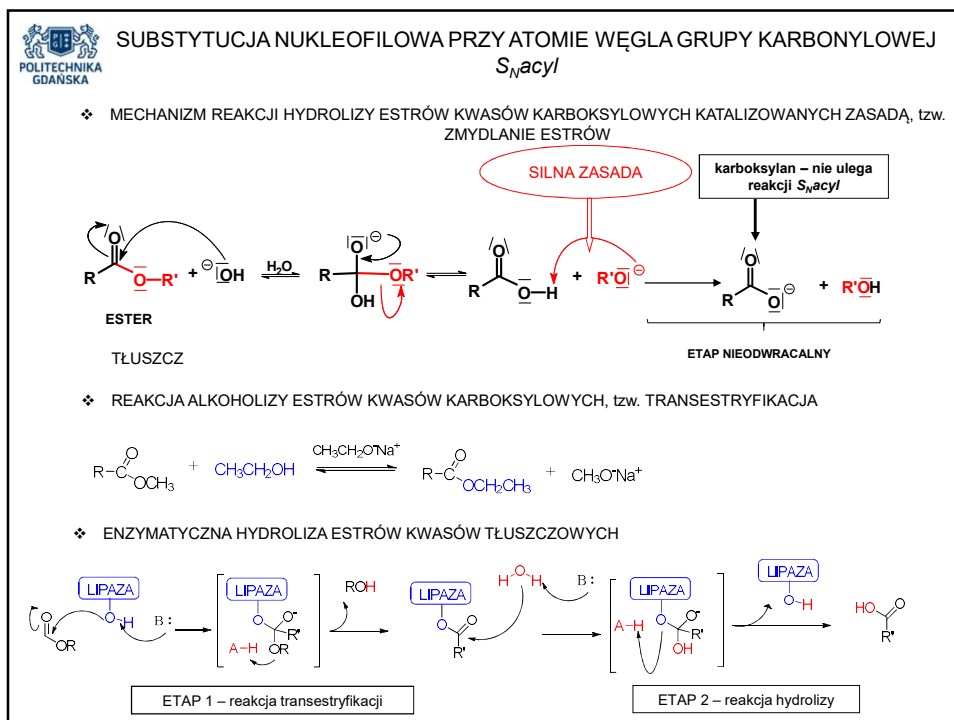 POLITECHNIKA
GDAŃSKA
SUBSTYTUCJA NUKLEOFILOWA PRZY ATOMIE WĘGLA GRUPY KARBONYLOWEJ
S_Nacyl
❖ MECHANIZM REAKCJI HYDROLIZY ESTRÓW KWASÓW KARBOKSYLOWYCH KATALIZOWANYCH ZASADĄ, tzw.
ZMYDLANIE ESTRÓW
SILNA ZASADA
karboksylan – nie ulega
reakcji S_Nacyl
R O O R' + ⊖ OH H₂O O ⊖ R OR' OH R O O H + R'O ⊖ R O O ⊖ + R'OH
ESTER
ETAP NIEODWRACALNY
TŁUSZCZ
❖ REAKCJA ALKOHOLIZY ESTRÓW KWASÓW KARBOKSYLOWYCH, tzw. TRANSESTRYFIKACJA
R-C O OCH₃ + CH₃CH₂OH CH₃CH₂O⁻Na⁺ R-C O OCH₂CH₃ + CH₃O⁻Na⁺
❖ ENZYMATYCZNA HYDROLIZA ESTRÓW KWASÓW TŁUSZCZOWYCH
O OR LIPAZA O-H B: LIPAZA O O⁻ R' OR A-H ROH LIPAZA O O R' H O H B: LIPAZA O O⁻ R' OH A-H LIPAZA O-H HO O R'
ETAP 1 – reakcja transestryfikacji
ETAP 2 – reakcja hydrolizy